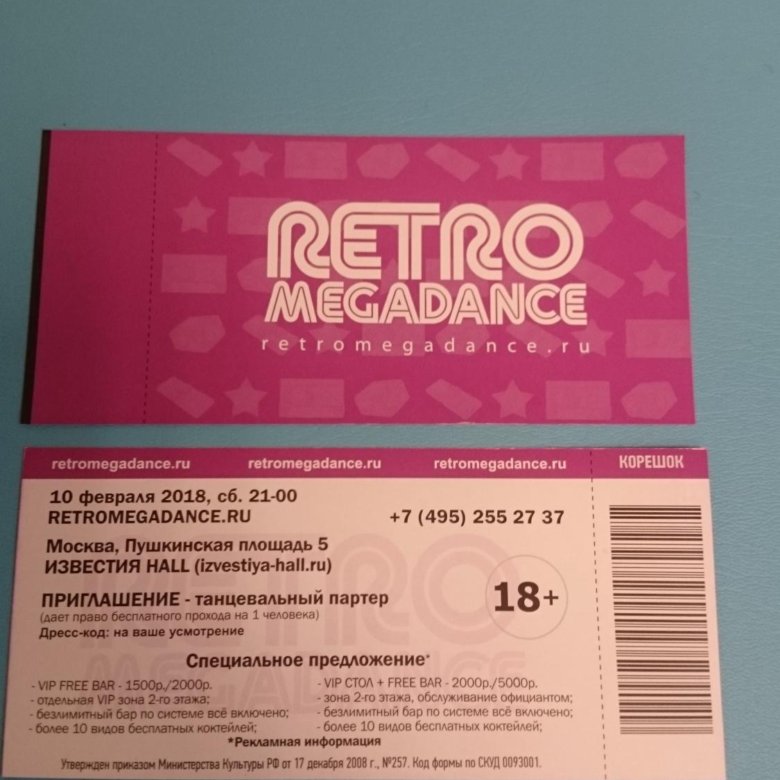 RETRO
MEGADANCE
retromegadance.ru
retromegadance.ru retromegadance.ru retromegadance.ru КОРЕШОК
10 февраля 2018, сб. 21-00
RETROMEGADANCE.RU +7 (495) 255 27 37
Москва, Пушкинская площадь 5
ИЗВЕСТИЯ HALL (izvestiya-hall.ru)
ПРИГЛАШЕНИЕ - танцевальный партер 18+
(дает право бесплатного прохода на 1 человека)
Дресс-код: на ваше усмотрение
RETRO
MEGADANCE
Специальное предложение*
- VIP FREE BAR - 1500р./2000р.
- отдельная VIP зона 2-го этажа;
- безлимитный бар по системе всё включено;
- более 10 видов бесплатных коктейлей;
- VIP СТОЛ + FREE BAR - 2000р./5000р.
- зона 2-го этажа, обслуживание официантом;
- безлимитный бар по системе всё включено;
- более 10 видов бесплатных коктейлей;
*Рекламная информация
Утвержден приказом Министерства Культуры РФ от 17 декабря 2008 г., №257. Код формы по СКУД 0093001.